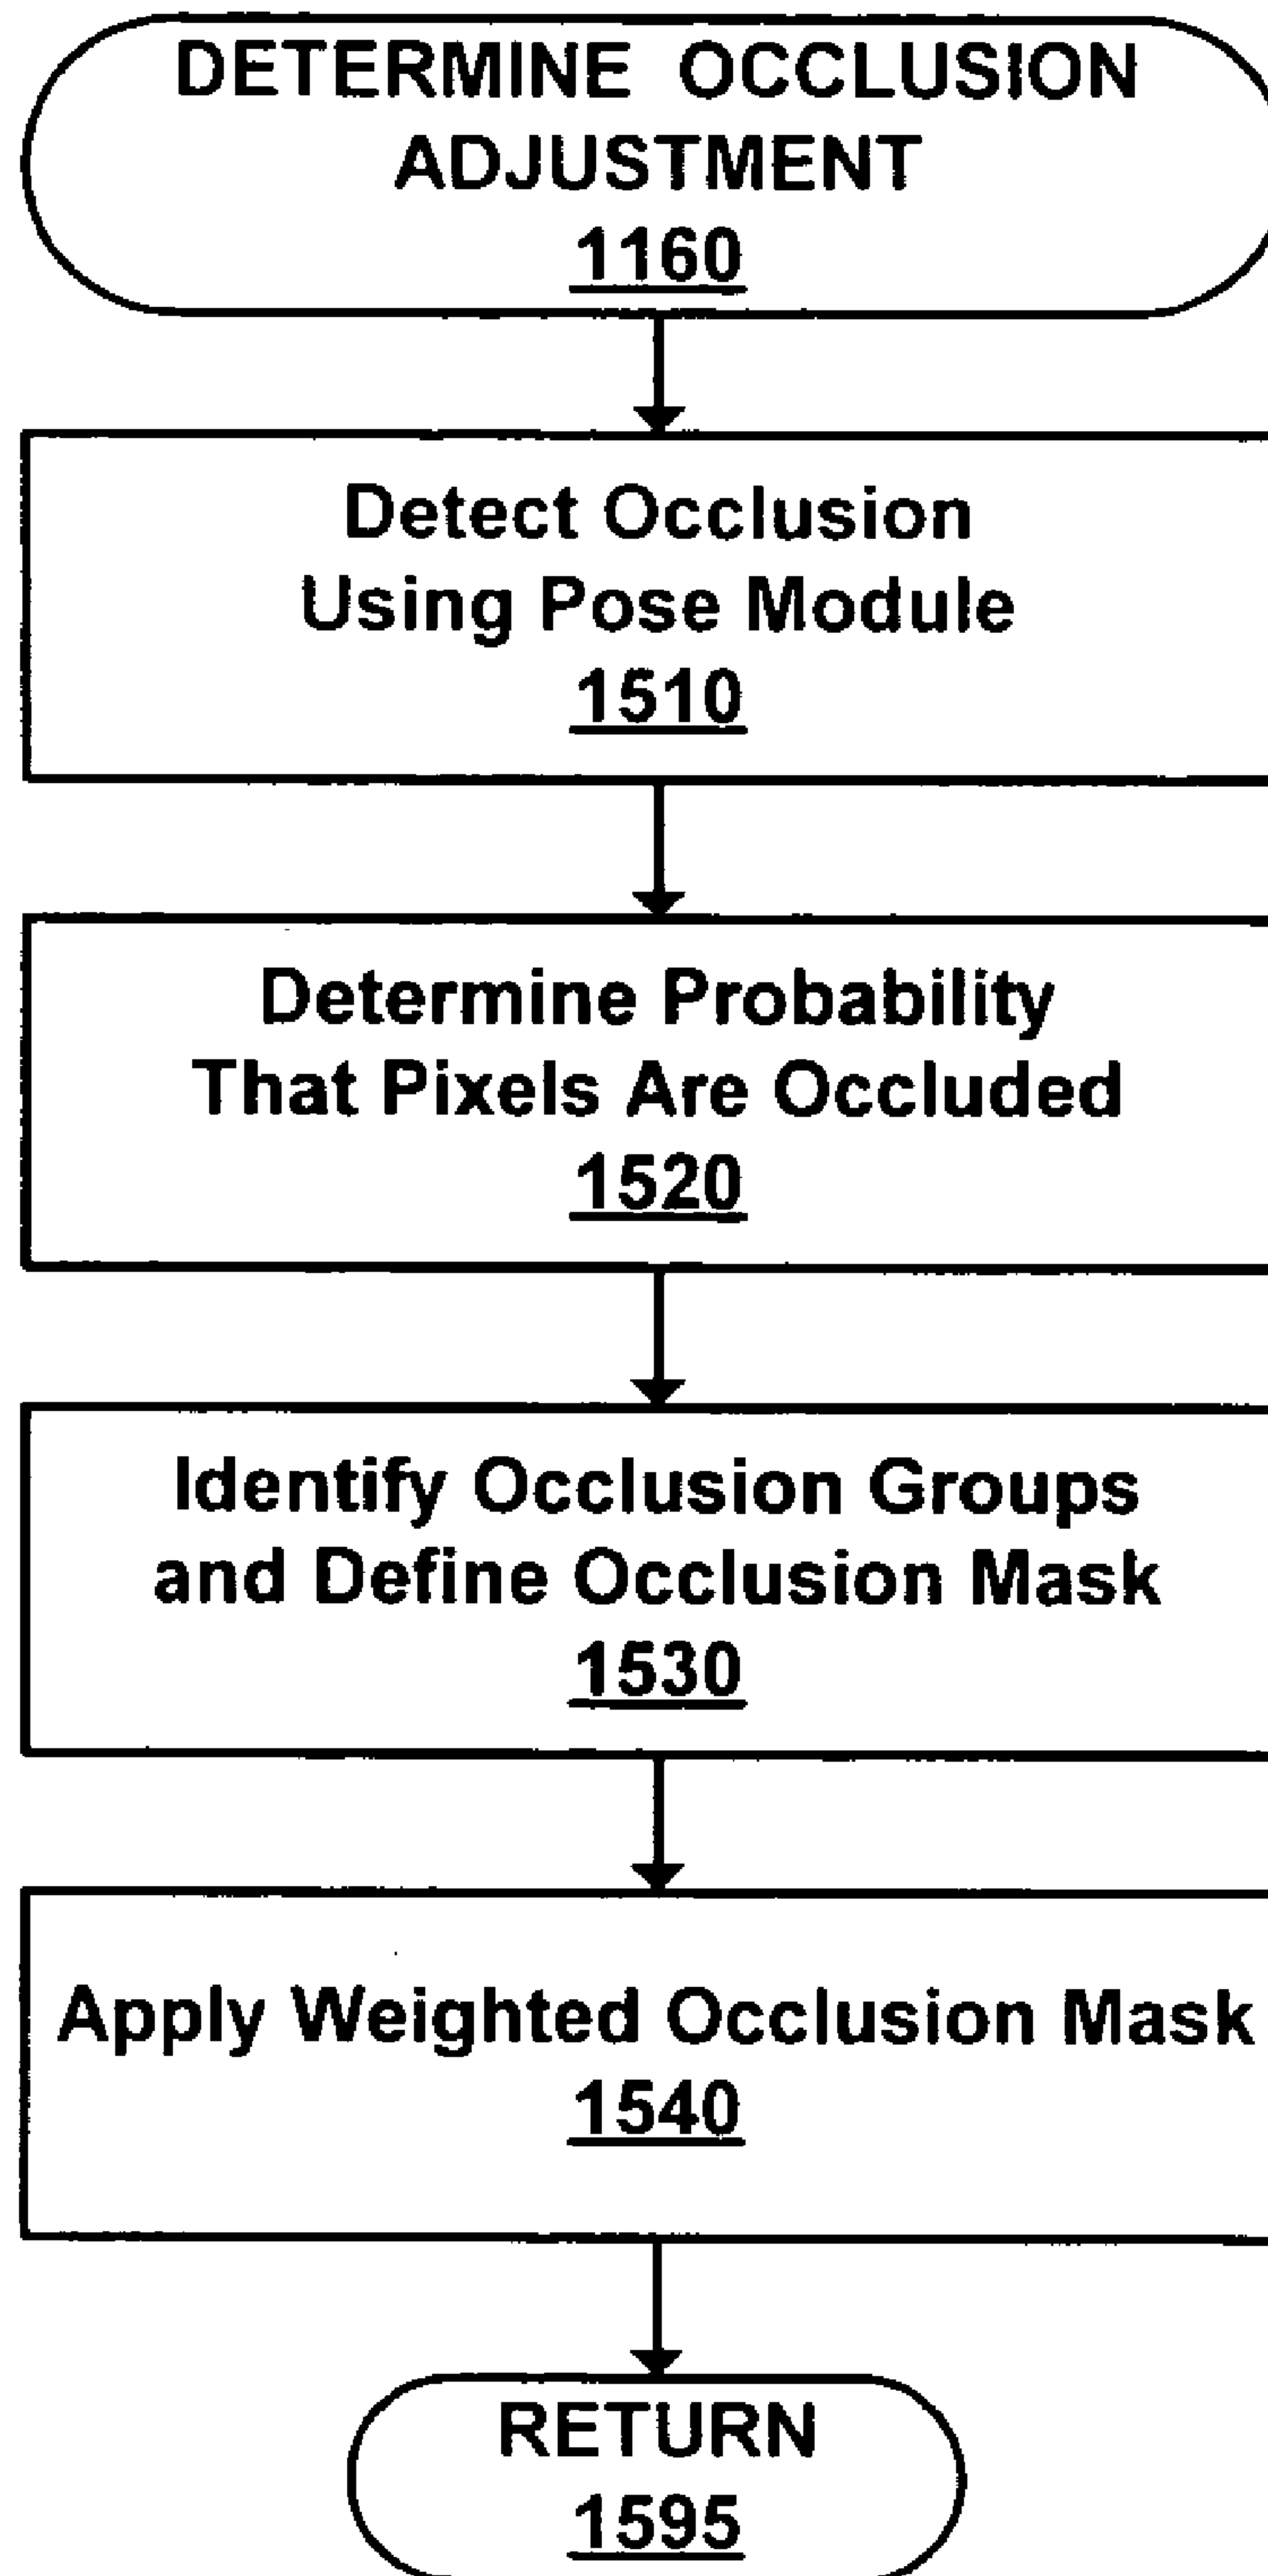 DETERMINE OCCLUSION
ADJUSTMENT
1160
Detect Occlusion
Using Pose Module
1510
Determine Probability
That Pixels Are Occluded
1520
Identify Occlusion Groups
and Define Occlusion Mask
1530
Apply Weighted Occlusion Mask
1540
RETURN
1595